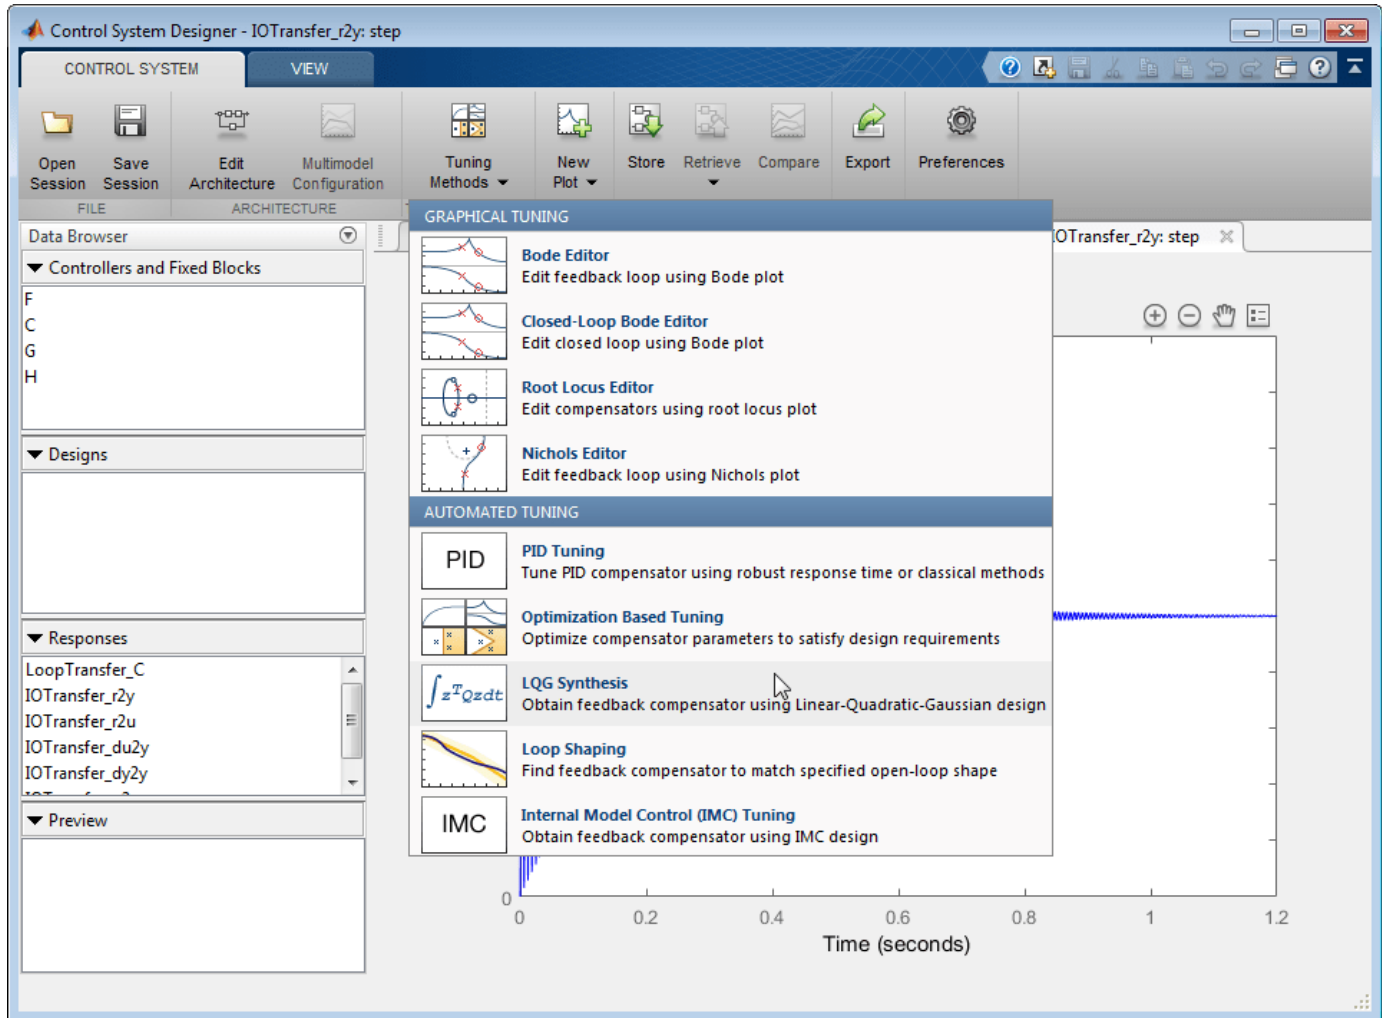 Control System Designer - IOTransfer_r2y: step
CONTROL SYSTEM
VIEW
Open Session
Save Session
Edit Architecture
Multimodel Configuration
Tuning Methods
New Plot
Store
Retrieve
Compare
Export
Preferences
FILE
ARCHITECTURE
Data Browser
Controllers and Fixed Blocks
F
C
G
H
Designs
Responses
LoopTransfer_C
IOTransfer_r2y
IOTransfer_r2u
IOTransfer_du2y
IOTransfer_dy2y
Preview
GRAPHICAL TUNING
Bode Editor
Edit feedback loop using Bode plot
Closed-Loop Bode Editor
Edit closed loop using Bode plot
Root Locus Editor
Edit compensators using root locus plot
Nichols Editor
Edit feedback loop using Nichols plot
AUTOMATED TUNING
PID
PID Tuning
Tune PID compensator using robust response time or classical methods
Optimization Based Tuning
Optimize compensator parameters to satisfy design requirements
∫zᵀQzdt
LQG Synthesis
Obtain feedback compensator using Linear-Quadratic-Gaussian design
Loop Shaping
Find feedback compensator to match specified open-loop shape
IMC
Internal Model Control (IMC) Tuning
Obtain feedback compensator using IMC design
IOTransfer_r2y: step
0
0 0.2 0.4 0.6 0.8 1 1.2
Time (seconds)